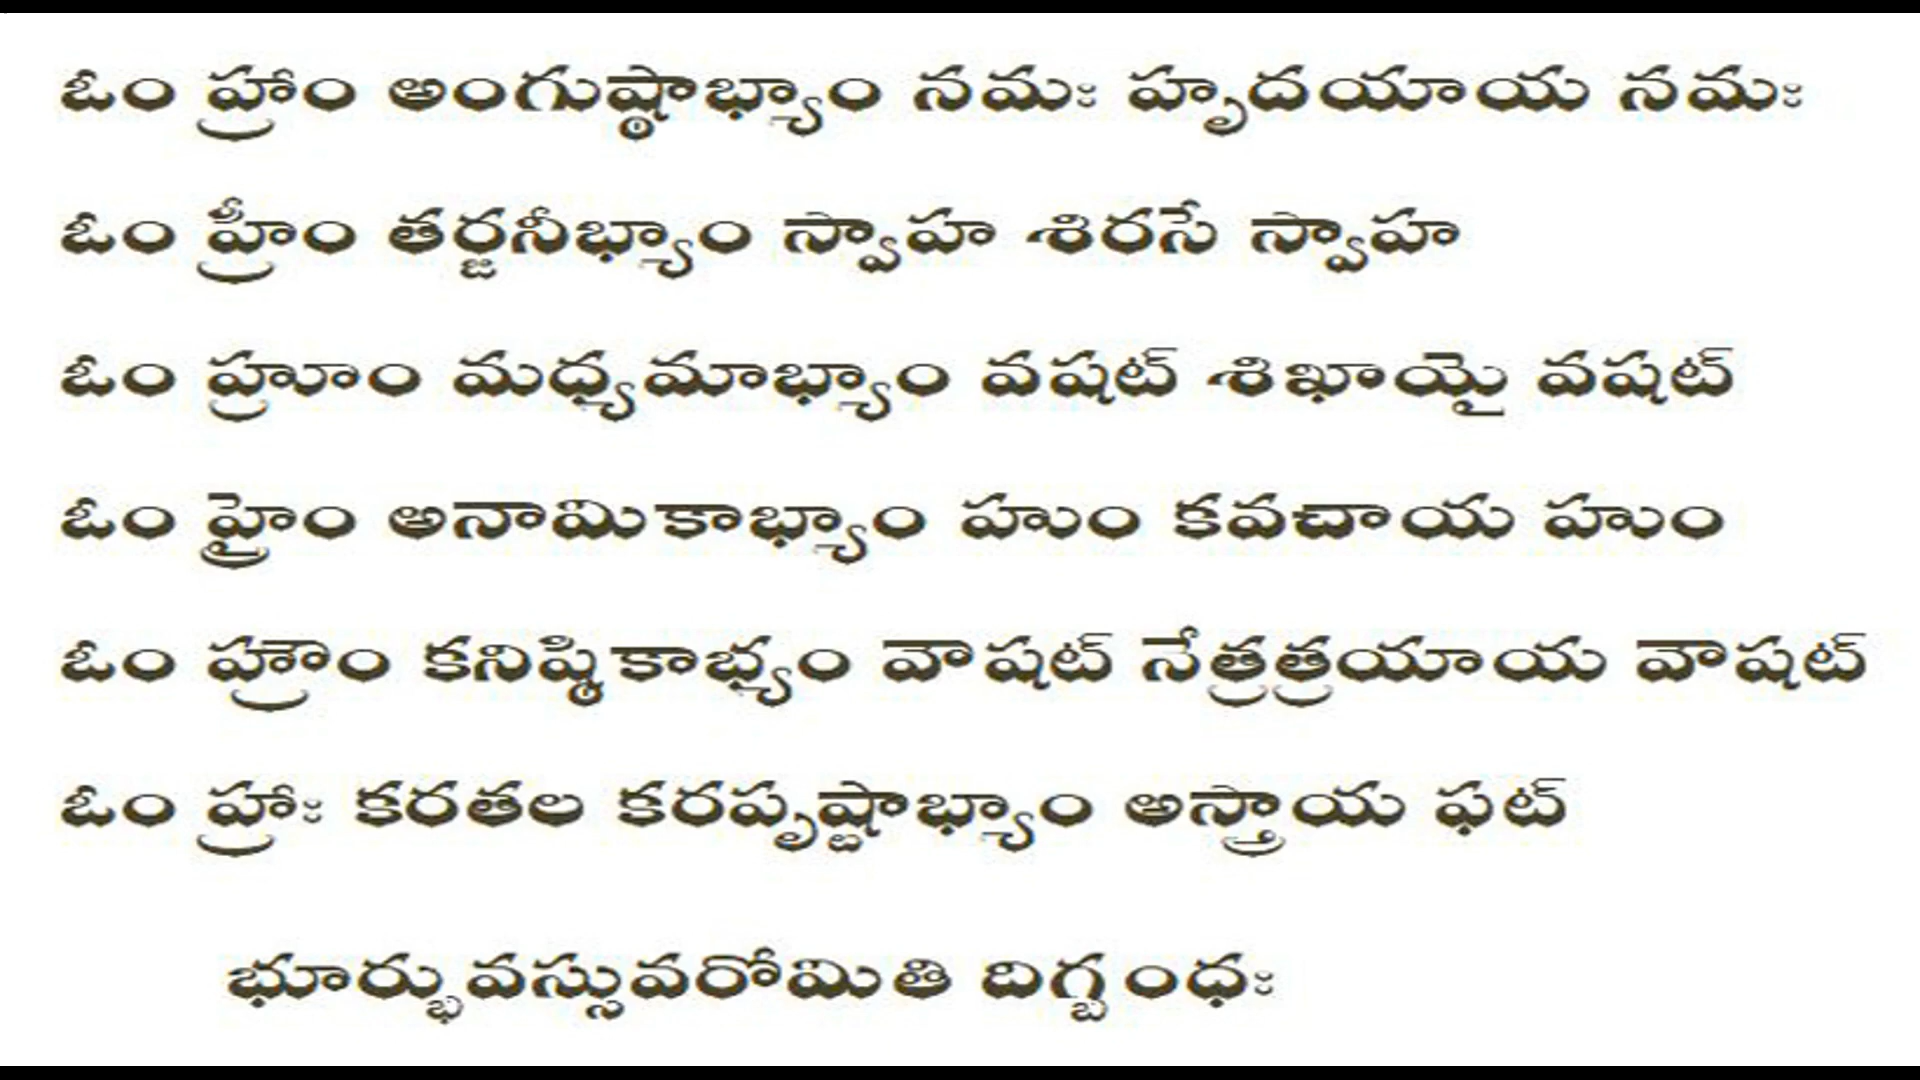 ఓం హ్రాం అంగుష్ఠాభ్యాం నమః హృదయాయ నమః
ఓం హ్రీం తర్జనీభ్యాం స్వాహ శిరసే స్వాహ
ఓం హ్రూం మధ్యమాభ్యాం వషట్ శిఖాయై వషట్
ఓం హ్రైం అనామికాభ్యాం హుం కవచాయ హుం
ఓం హ్రౌం కనిష్ఠికాభ్యం వౌషట్ నేత్రత్రయాయ వౌషట్
ఓం హ్రాః కరతల కరపృష్టాభ్యాం అస్త్రాయ ఫట్
భూర్భువస్సువరోమితి దిగ్బంధః